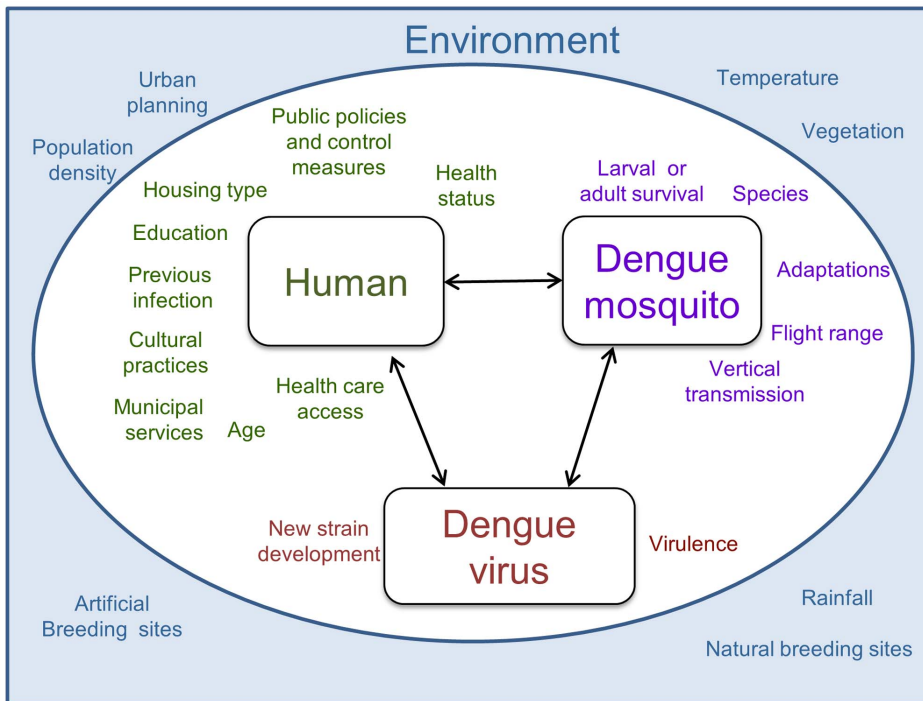 Environment
Urban
planning
Temperature
Population
density
Vegetation
Public policies
and control
measures
Housing type
Health
status
Larval or
adult survival
Species
Education
Previous
infection
Cultural
practices
Municipal
services
Age
Health care
access
Human
Dengue
mosquito
Adaptations
Flight range
Vertical
transmission
New strain
development
Dengue
virus
Virulence
Artificial
Breeding sites
Rainfall
Natural breeding sites